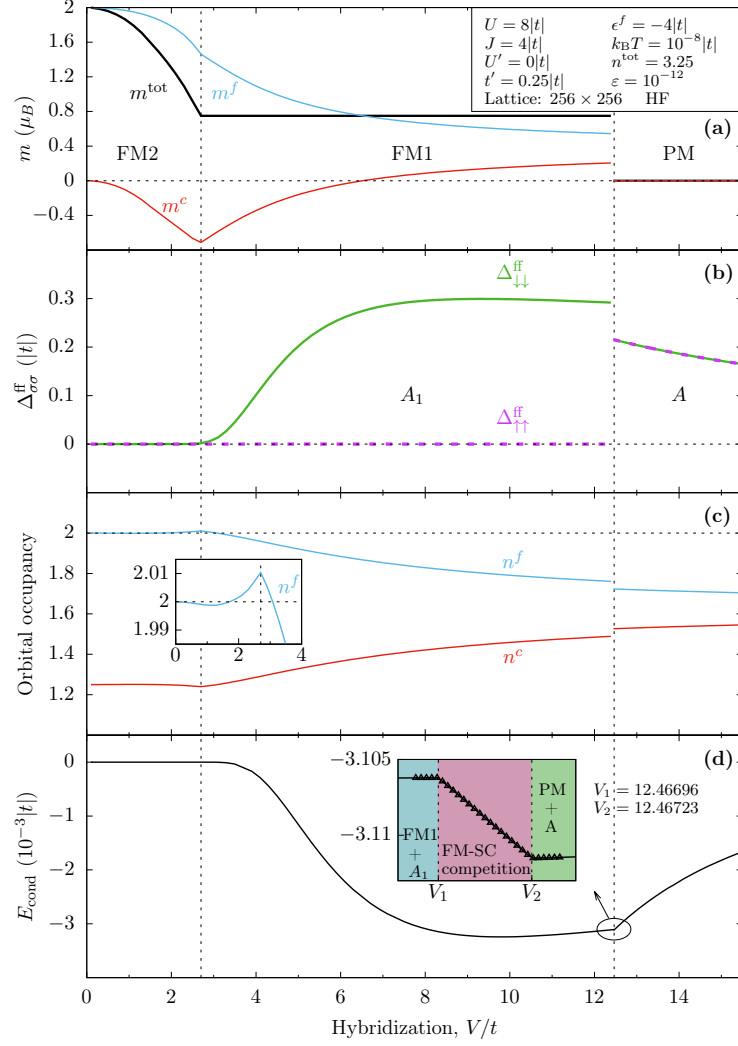 2
1.6
1.2
0.8
0.4
0
−0.4
m (μ_B)
m^tot
m^f
m^c
FM2
FM1
PM
U = 8|t|
ϵ^f = −4|t|
J = 4|t|
k_BT = 10^−8|t|
U′ = 0|t|
n^tot = 3.25
t′ = 0.25|t|
ε = 10^−12
Lattice: 256 × 256 HF
(a)
0.3
0.2
0.1
0
Δ^ff_σσ (|t|)
Δ^ff_↓↓
Δ^ff_↑↑
A_1
A
(b)
2
1.8
1.6
1.4
1.2
Orbital occupancy
n^f
n^c
2.01
2
1.99
0
2
4
n^f
(c)
0
−1
−2
−3
E_cond (10^−3|t|)
−3.105
−3.11
FM1
+
A_1
FM-SC
competition
PM
+
A
V_1
V_2
V_1 = 12.46696
V_2 = 12.46723
(d)
0
2
4
6
8
10
12
14
Hybridization, V/t